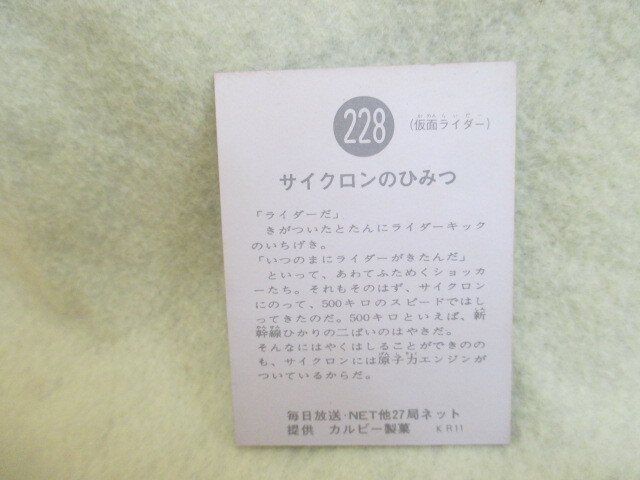 228
(仮面ライダー)
サイクロンのひみつ
「ライダーだ」
きがついたとたんにライダーキック
のいちげき。
「いつのまにライダーがきたんだ」
といって、あわてふためくショッカ
ーたち。それもそのはず、サイクロン
にのって、500キロのスピードではし
ってきたのだ。500キロといえば、新
幹線ひかりの二ばいのはやさだ。
そんなにはやくはしることができるの
も、サイクロンには原子力エンジンが
ついているからだ。
毎日放送・NET他27局ネット
提供 カルビー製菓 KR11